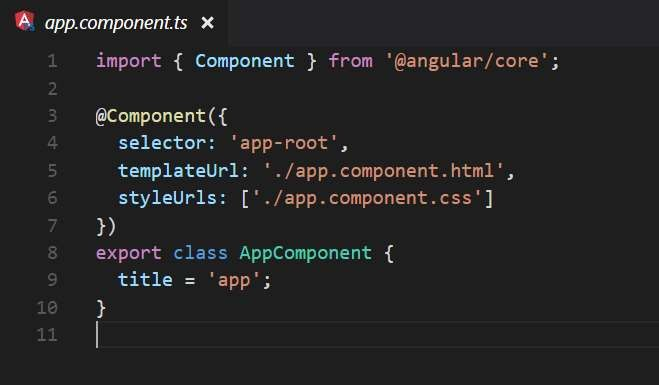 app.component.ts ×
1 import { Component } from '@angular/core';
2
3 @Component({
4   selector: 'app-root',
5   templateUrl: './app.component.html',
6   styleUrls: ['./app.component.css']
7 })
8 export class AppComponent {
9   title = 'app';
10 }
11